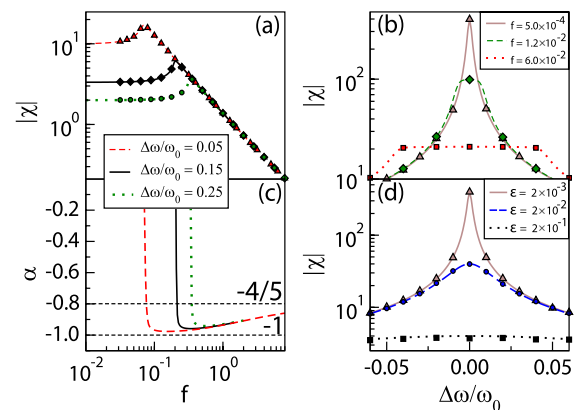 (a)
|χ|
10¹
10⁰
Δω/ω₀ = 0.05
Δω/ω₀ = 0.15
Δω/ω₀ = 0.25
(b)
|χ|
10²
10¹
f = 5.0×10⁻⁴
f = 1.2×10⁻²
f = 6.0×10⁻²
(c)
α
-0.2
-0.4
-0.6
-0.8
-1.0
-4/5
-1
10⁻² 10⁻¹ 10⁰
f
(d)
|χ|
10²
10¹
ε = 2×10⁻³
ε = 2×10⁻²
ε = 2×10⁻¹
-0.05 0.00 0.05
Δω/ω₀